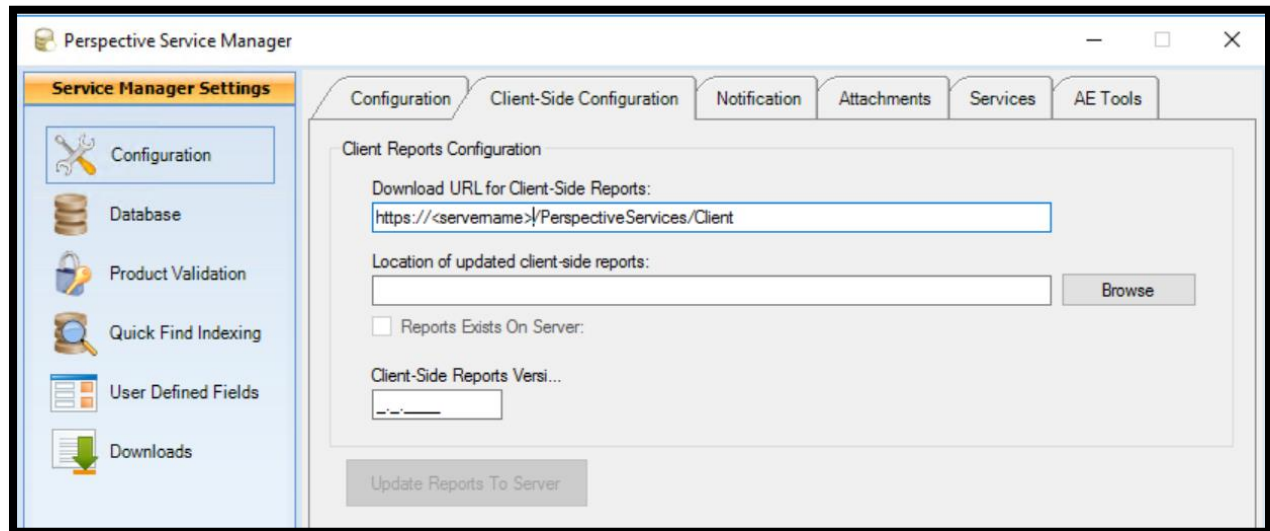 Perspective Service Manager
Service Manager Settings
Configuration
Database
Product Validation
Quick Find Indexing
User Defined Fields
Downloads
Configuration Client-Side Configuration Notification Attachments Services AE Tools
Client Reports Configuration
Download URL for Client-Side Reports:
https://<servername>/PerspectiveServices/Client
Location of updated client-side reports:
Browse
Reports Exists On Server:
Client-Side Reports Versi...
_._.____
Update Reports To Server